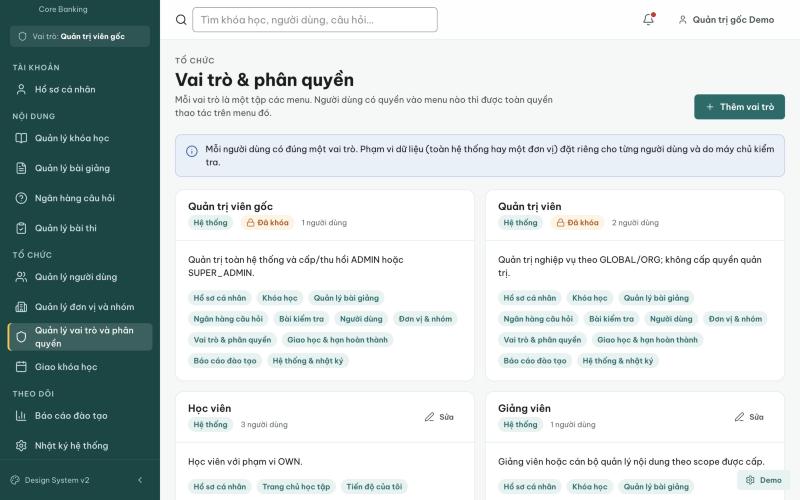 Core Banking
Vai trò: Quản trị viên gốc
TÀI KHOẢN
Hồ sơ cá nhân
NỘI DUNG
Quản lý khóa học
Quản lý bài giảng
Ngân hàng câu hỏi
Quản lý bài thi
TỔ CHỨC
Quản lý người dùng
Quản lý đơn vị và nhóm
Quản lý vai trò và phân
quyền
Giao khóa học
THEO DÕI
Báo cáo đào tạo
Nhật ký hệ thống
Design System v2
Tìm khóa học, người dùng, câu hỏi...
Quản trị gốc Demo
TỔ CHỨC
Vai trò & phân quyền
Mỗi vai trò là một tập các menu. Người dùng có quyền vào menu nào thì được toàn quyền
thao tác trên menu đó.
Thêm vai trò
Mỗi người dùng có đúng một vai trò. Phạm vi dữ liệu (toàn hệ thống hay một đơn vị) đặt riêng cho từng người dùng và do máy chủ kiểm
tra.
Quản trị viên gốc
Hệ thống Đã khóa 1 người dùng
Quản trị toàn hệ thống và cấp/thu hồi ADMIN hoặc
SUPER_ADMIN.
Hồ sơ cá nhân Khóa học Quản lý bài giảng
Ngân hàng câu hỏi Bài kiểm tra Người dùng Đơn vị & nhóm
Vai trò & phân quyền Giao học & hạn hoàn thành
Báo cáo đào tạo Hệ thống & nhật ký
Quản trị viên
Hệ thống Đã khóa 2 người dùng
Quản trị nghiệp vụ theo GLOBAL/ORG; không cấp quyền quản
trị.
Hồ sơ cá nhân Khóa học Quản lý bài giảng
Ngân hàng câu hỏi Bài kiểm tra Người dùng Đơn vị & nhóm
Vai trò & phân quyền Giao học & hạn hoàn thành
Báo cáo đào tạo Hệ thống & nhật ký
Học viên
Hệ thống 3 người dùng
Sửa
Học viên với phạm vi OWN.
Hồ sơ cá nhân Trang chủ học tập Tiến độ của tôi
Giảng viên
Hệ thống 1 người dùng
Sửa
Giảng viên hoặc cán bộ quản lý nội dung theo scope được cấp.
Hồ sơ cá nhân Khóa học Quản lý bài giảng
Demo